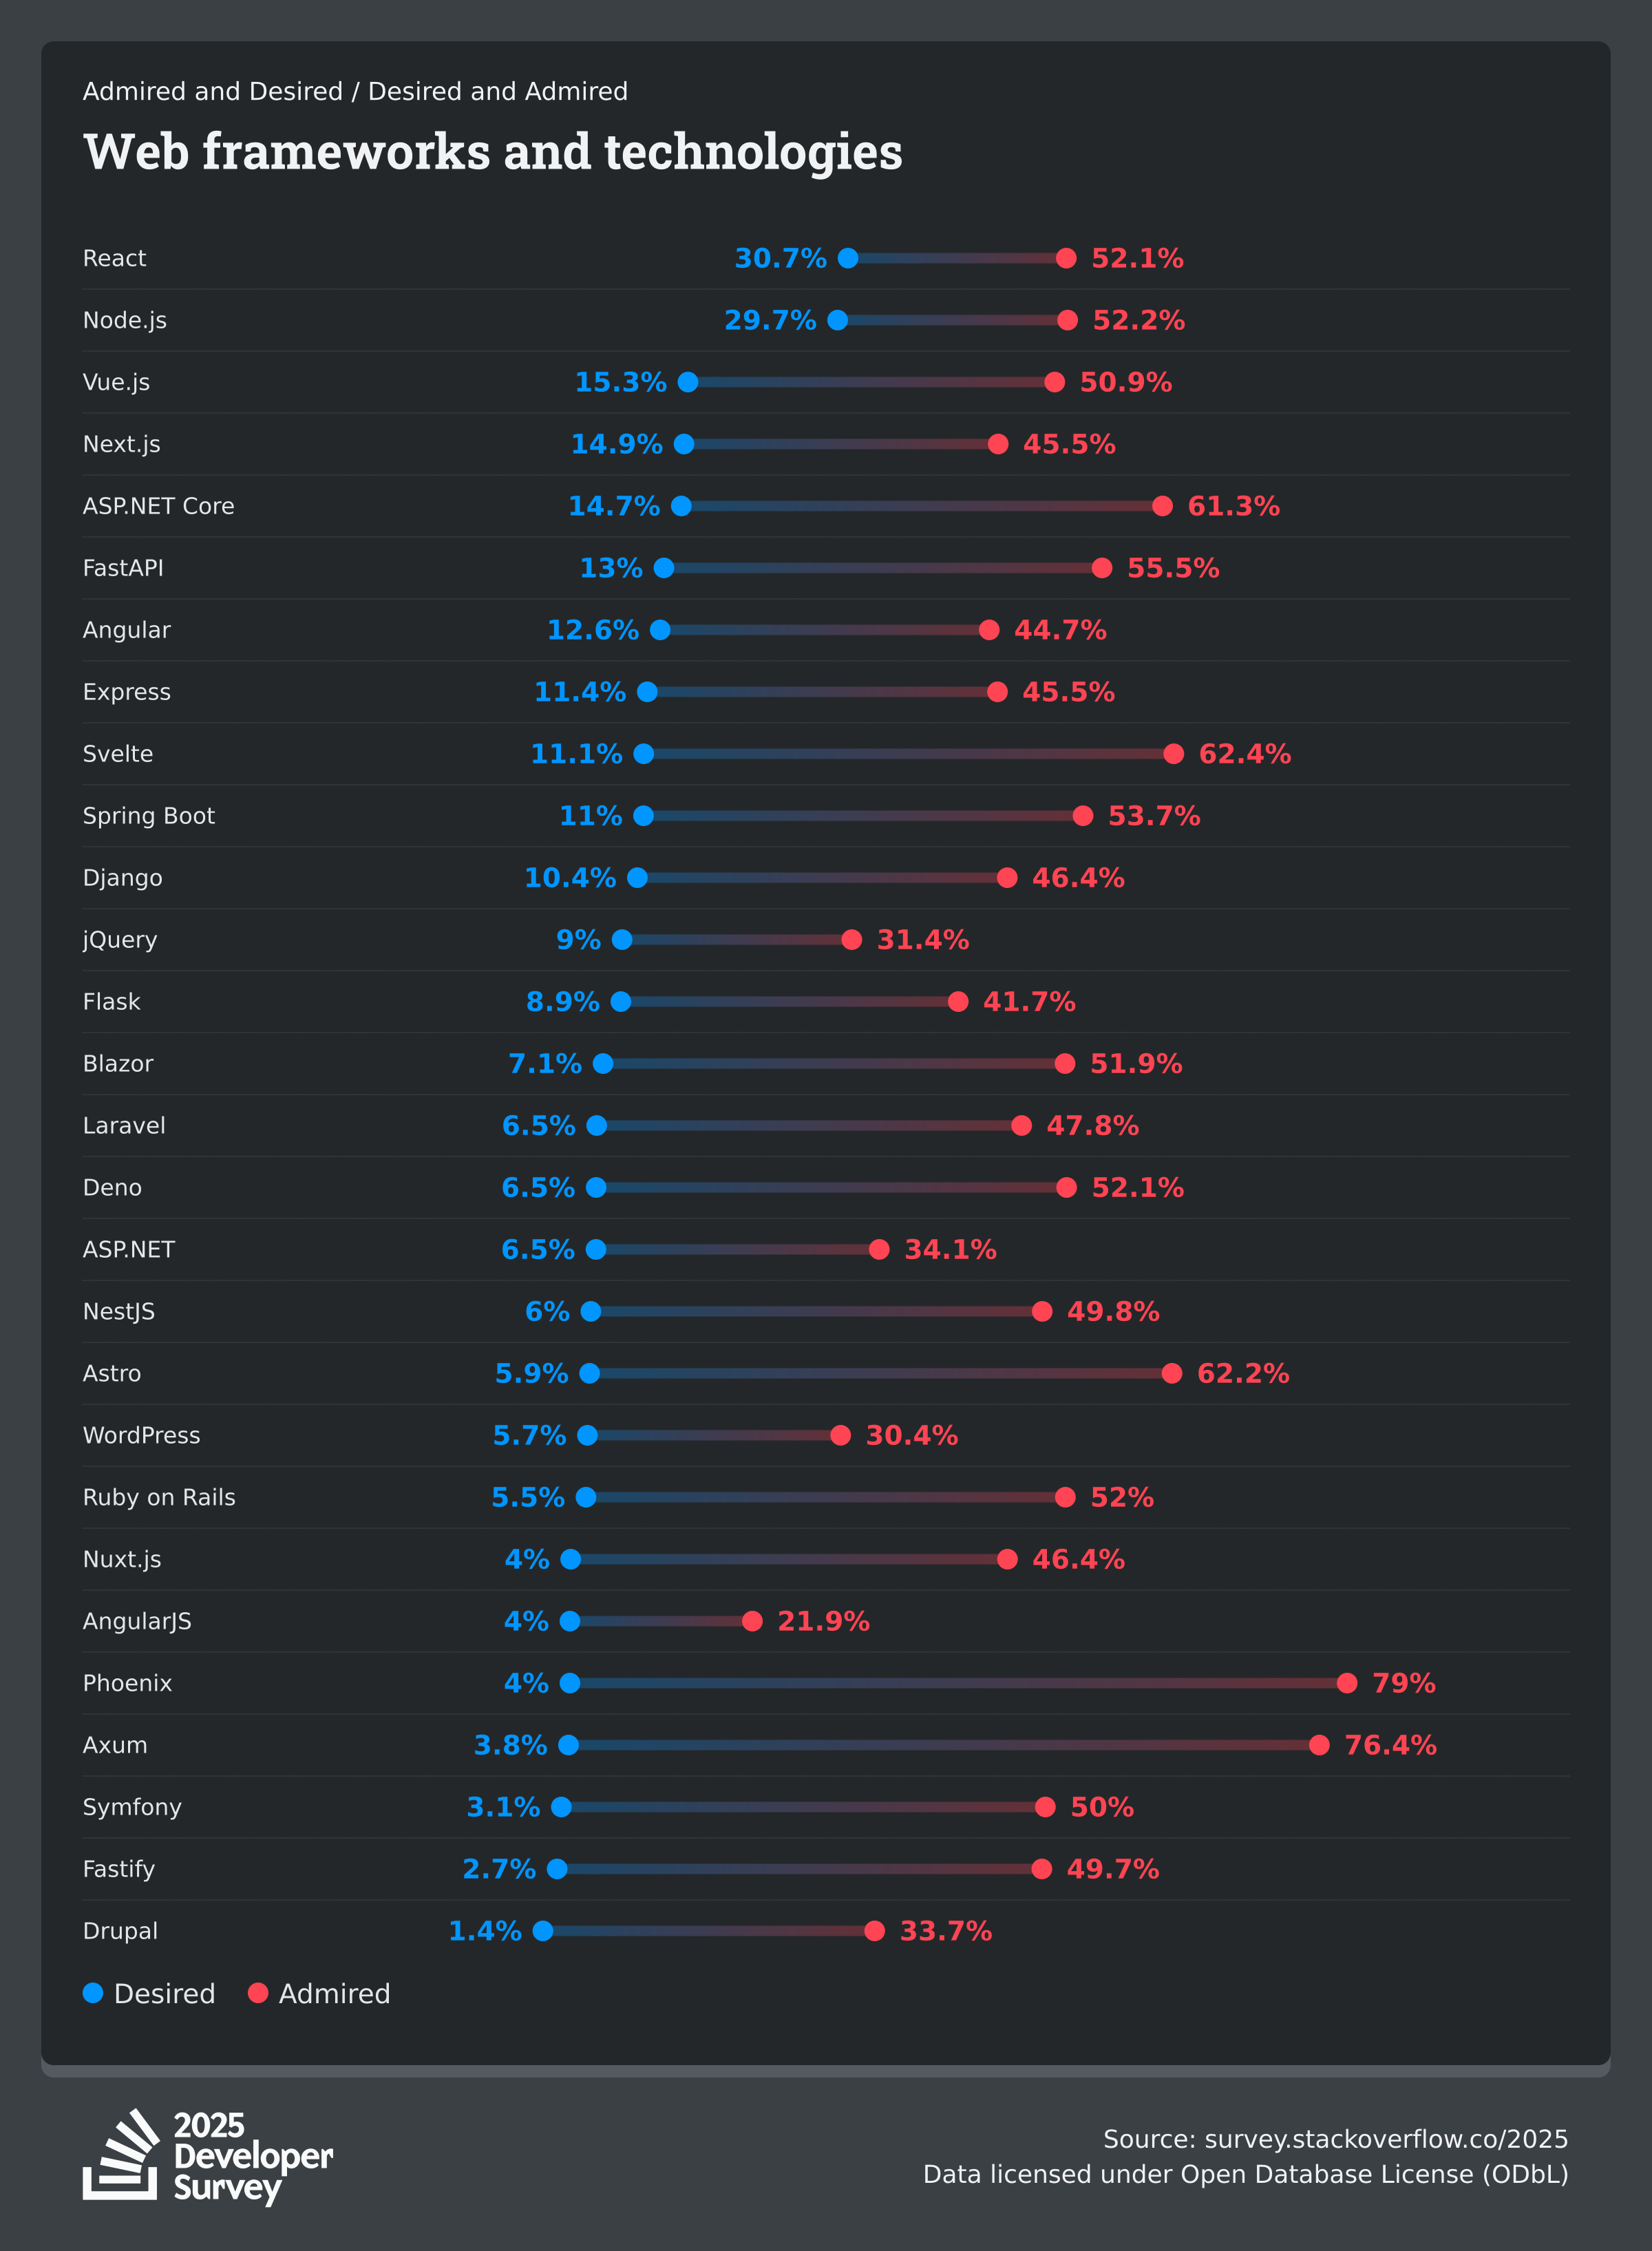 Admired and Desired / Desired and Admired
Web frameworks and technologies
React 30.7% 52.1%
Node.js 29.7% 52.2%
Vue.js 15.3% 50.9%
Next.js 14.9% 45.5%
ASP.NET Core 14.7% 61.3%
FastAPI 13% 55.5%
Angular 12.6% 44.7%
Express 11.4% 45.5%
Svelte 11.1% 62.4%
Spring Boot 11% 53.7%
Django 10.4% 46.4%
jQuery 9% 31.4%
Flask 8.9% 41.7%
Blazor 7.1% 51.9%
Laravel 6.5% 47.8%
Deno 6.5% 52.1%
ASP.NET 6.5% 34.1%
NestJS 6% 49.8%
Astro 5.9% 62.2%
WordPress 5.7% 30.4%
Ruby on Rails 5.5% 52%
Nuxt.js 4% 46.4%
AngularJS 4% 21.9%
Phoenix 4% 79%
Axum 3.8% 76.4%
Symfony 3.1% 50%
Fastify 2.7% 49.7%
Drupal 1.4% 33.7%
Desired Admired
2025
Developer
Survey
Source: survey.stackoverflow.co/2025
Data licensed under Open Database License (ODbL)